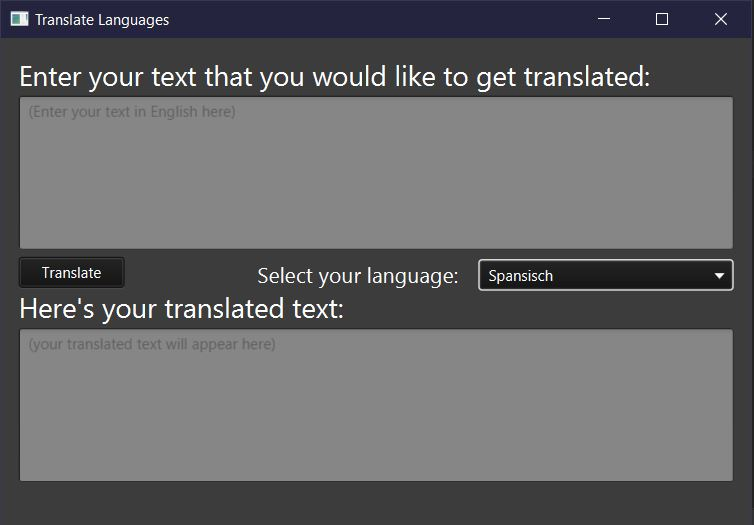 Translate Languages
Enter your text that you would like to get translated:
(Enter your text in English here)
Translate
Select your language:
Spansisch
Here's your translated text:
(your translated text will appear here)